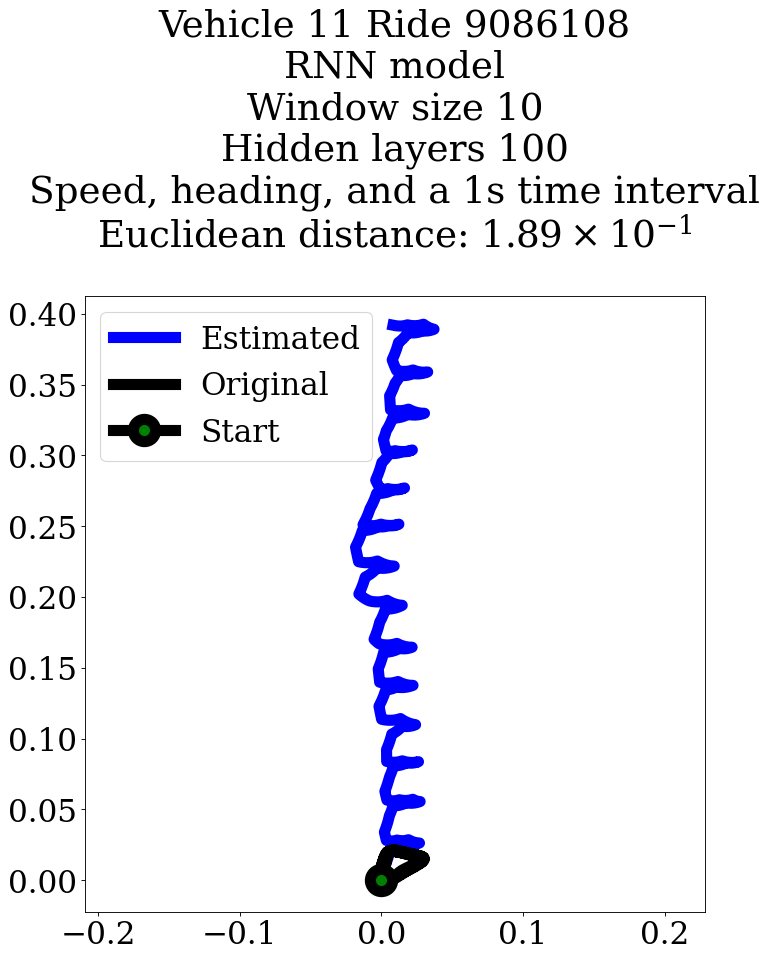 Vehicle 11 Ride 9086108
RNN model
Window size 10
Hidden layers 100
Speed, heading, and a 1s time interval
Euclidean distance: 1.89 × 10⁻¹
Estimated
Original
Start
0.40
0.35
0.30
0.25
0.20
0.15
0.10
0.05
0.00
−0.2 −0.1 0.0 0.1 0.2